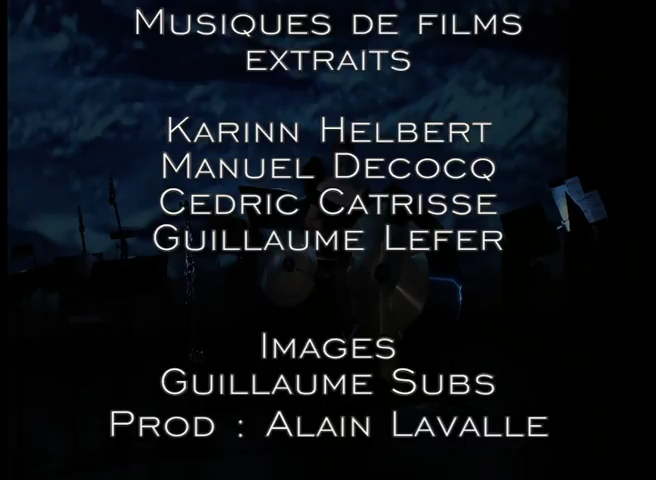 Musiques de films
extraits
Karinn Helbert
Manuel Decocq
Cedric Catrisse
Guillaume Lefer
Images
Guillaume Subs
Prod : Alain Lavalle